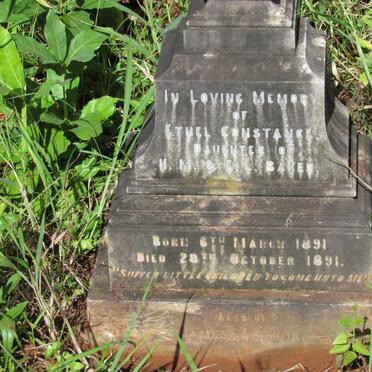 IN LOVING MEMORY
OF
ETHEL CONSTANCE
DAUGHTER OF
H. M.
BORN 6TH MARCH 1891
DIED 28TH OCTOBER 1891.
"SUFFER LITTLE CHILDREN TO COME UNTO ME"
ALSO OF